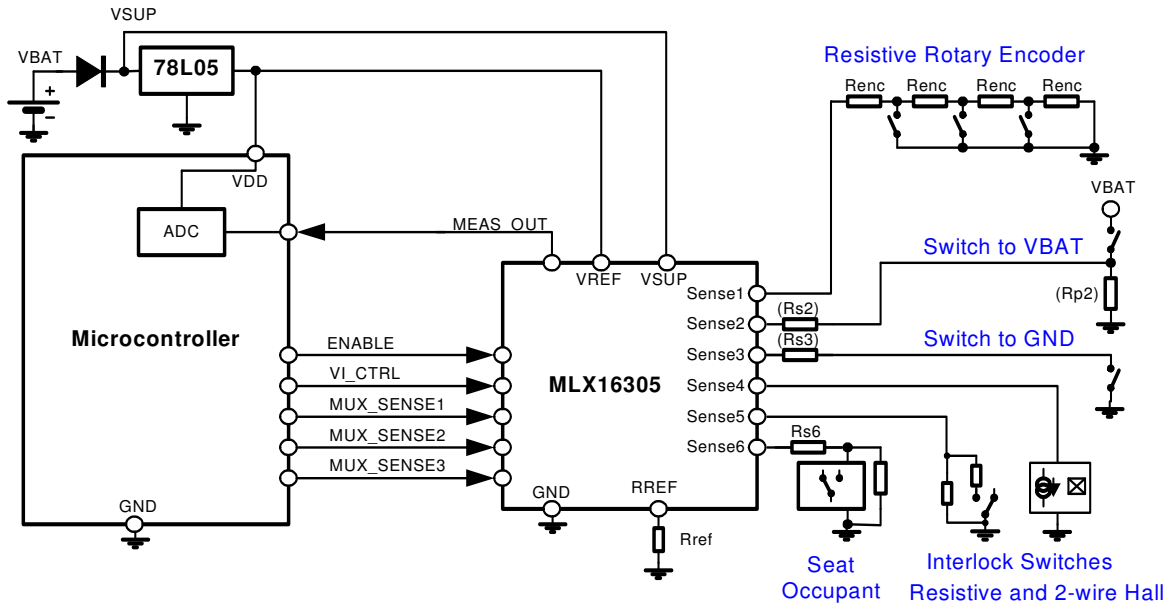 VSUP
VBAT
78L05
+
−
Resistive Rotary Encoder
Renc
Renc
Renc
Renc
VDD
ADC
MEAS_OUT
VREF
VSUP
VBAT
Switch to VBAT
(Rp2)
Sense1
(Rs2)
Sense2
(Rs3)
Switch to GND
Sense3
Microcontroller
ENABLE
VI_CTRL
MLX16305
Sense4
MUX_SENSE1
Sense5
MUX_SENSE2
Rs6
Sense6
MUX_SENSE3
GND
GND
RREF
Rref
Seat
Occupant
Interlock Switches
Resistive and 2-wire Hall